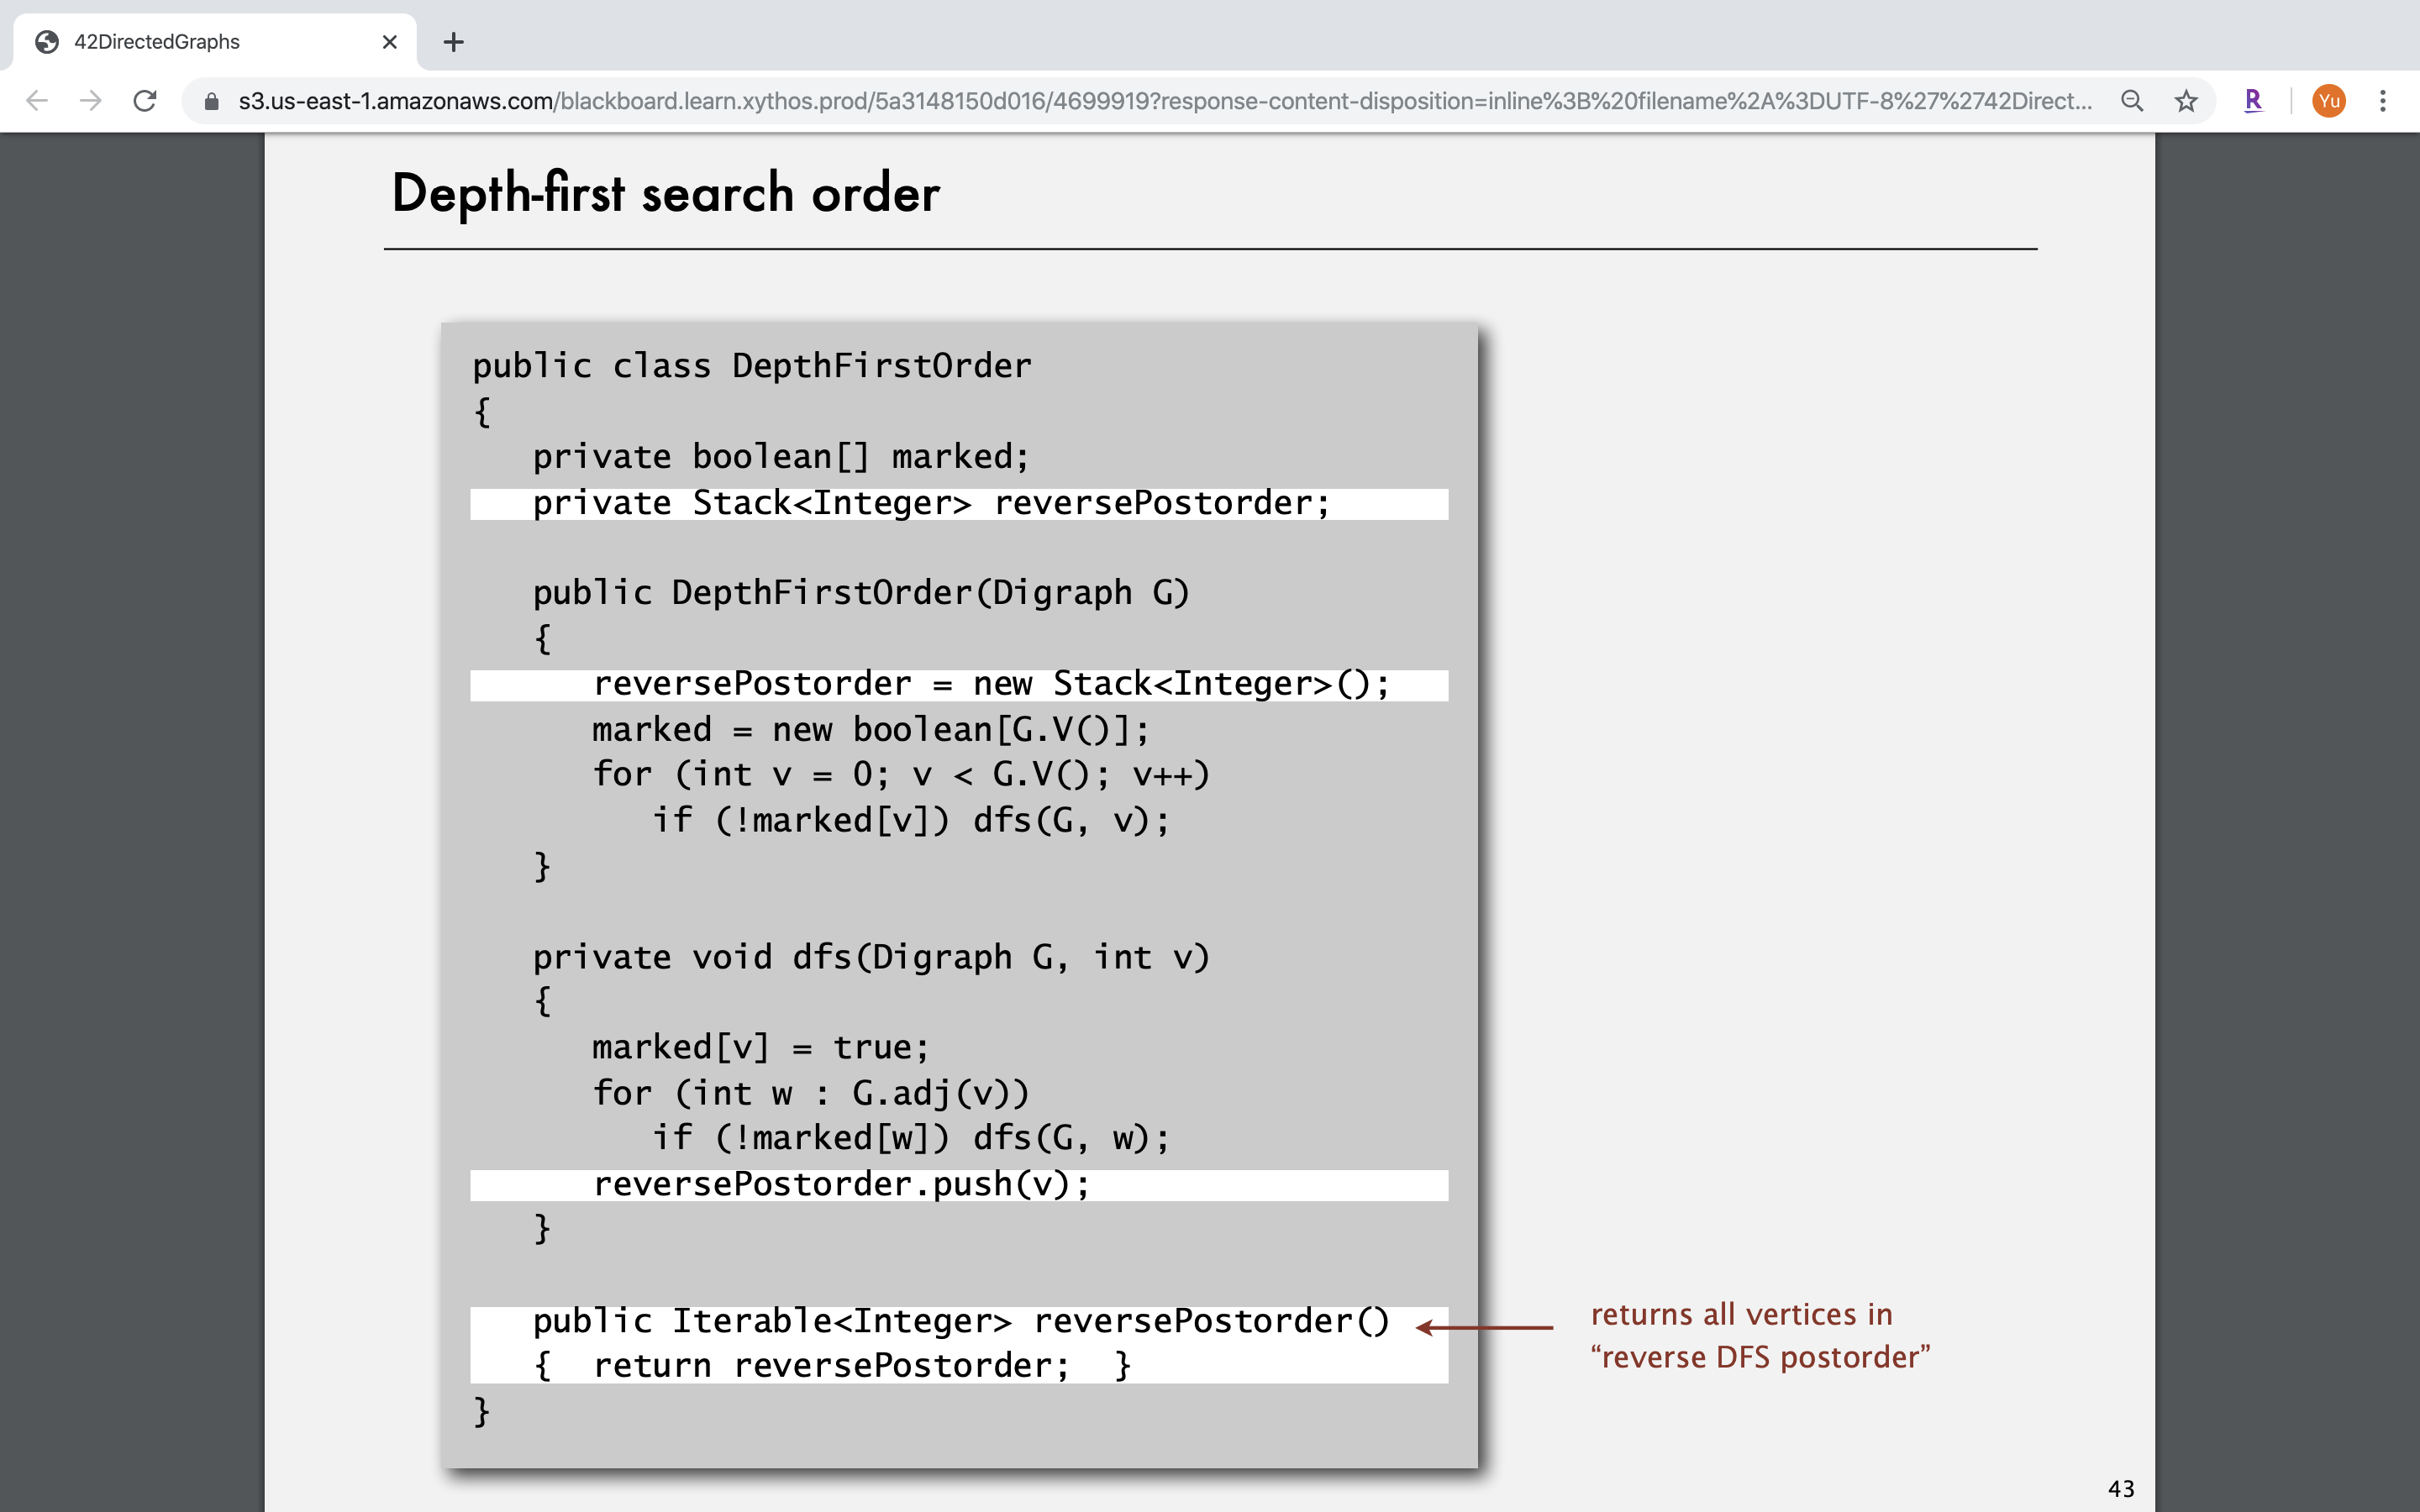 42DirectedGraphs
s3.us-east-1.amazonaws.com/blackboard.learn.xythos.prod/5a3148150d016/4699919?response-content-disposition=inline%3B%20filename%2A%3DUTF-8%27%2742Direct...
R
Yu
Depth-first search order
public class DepthFirstOrder
{
private boolean[] marked;
private Stack<Integer> reversePostorder;
public DepthFirstOrder(Digraph G)
{
reversePostorder = new Stack<Integer>();
marked = new boolean[G.V()];
for (int v = 0; v < G.V(); v++)
if (!marked[v]) dfs(G, v);
}
private void dfs(Digraph G, int v)
{
marked[v] = true;
for (int w : G.adj(v))
if (!marked[w]) dfs(G, w);
reversePostorder.push(v);
}
public Iterable<Integer> reversePostorder()
{ return reversePostorder; }
}
returns all vertices in
“reverse DFS postorder”
43